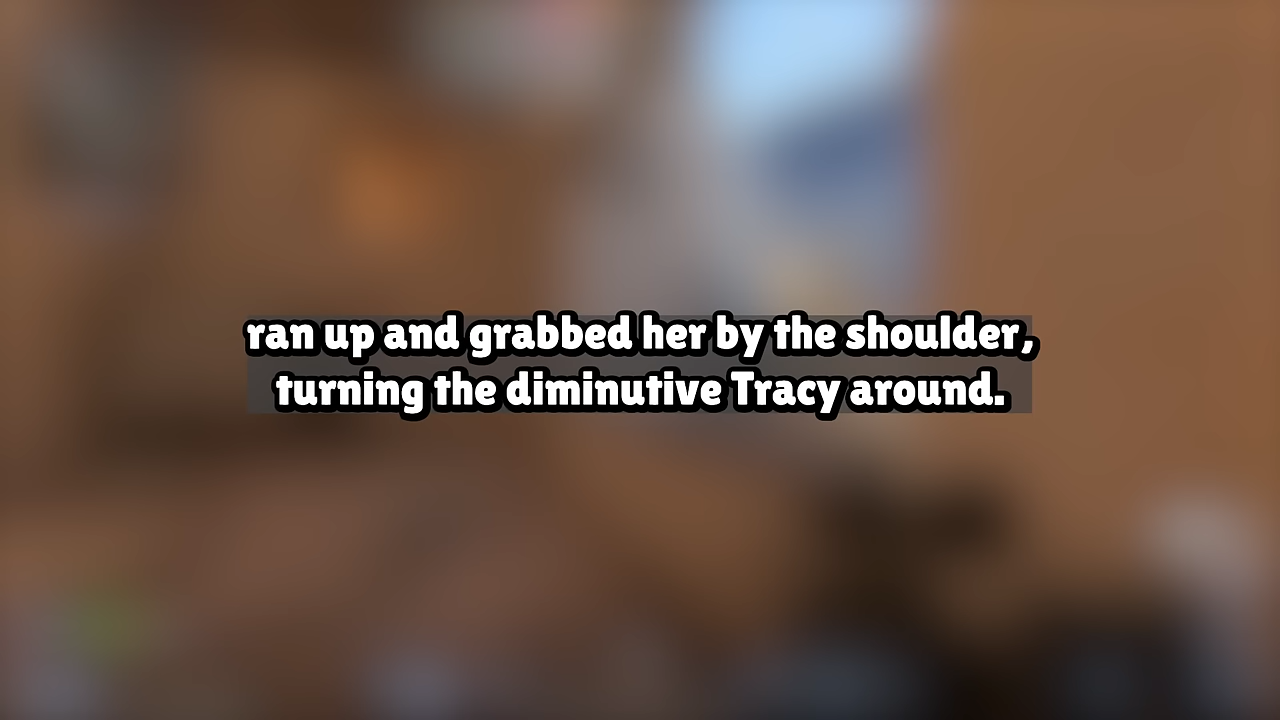 ran up and grabbed her by the shoulder,
turning the diminutive Tracy around.